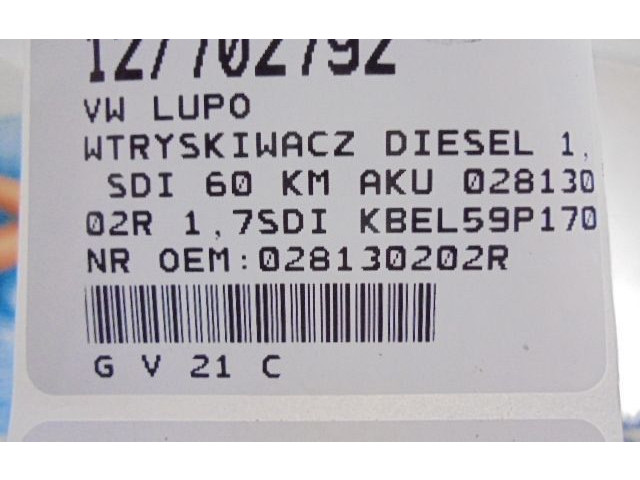 127702792
VW LUPO
WTRYSKIWACZ DIESEL 1,
SDI 60 KM AKU 028130
02R 1,7SDI KBEL59P170
NR OEM:028130202R
G V 21 C